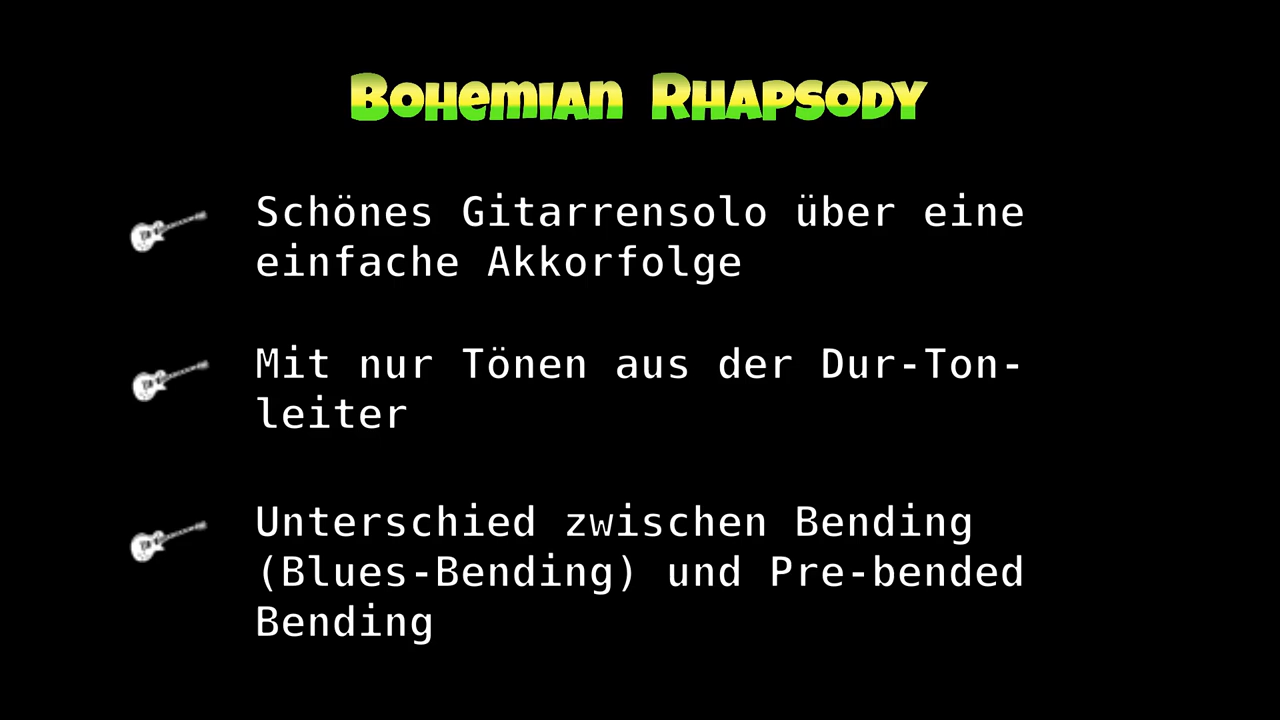 Bohemian Rhapsody
Schönes Gitarrensolo über eine
einfache Akkorfolge
Mit nur Tönen aus der Dur-Ton-
leiter
Unterschied zwischen Bending
(Blues-Bending) und Pre-bended
Bending